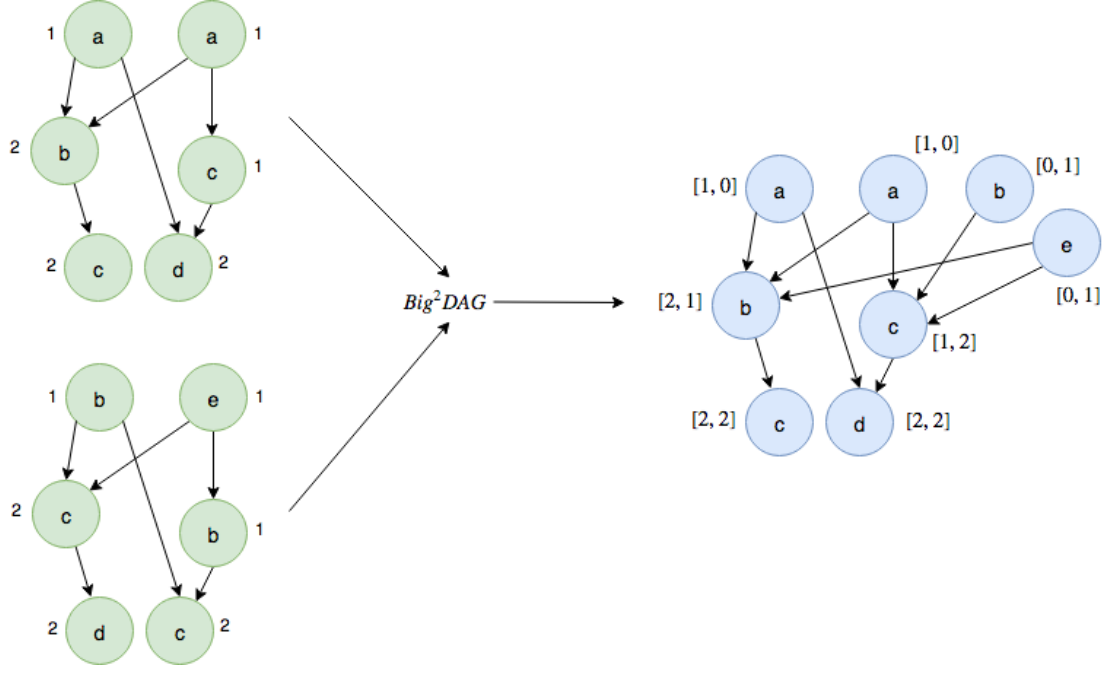 1 a a 1
2 b
c 1
2 c d 2
Big²DAG
1 b e 1
2 c
b 1
2 d c 2
[1, 0] a a [1, 0] b [0, 1]
e [0, 1]
[2, 1] b
c [1, 2]
[2, 2] c d [2, 2]